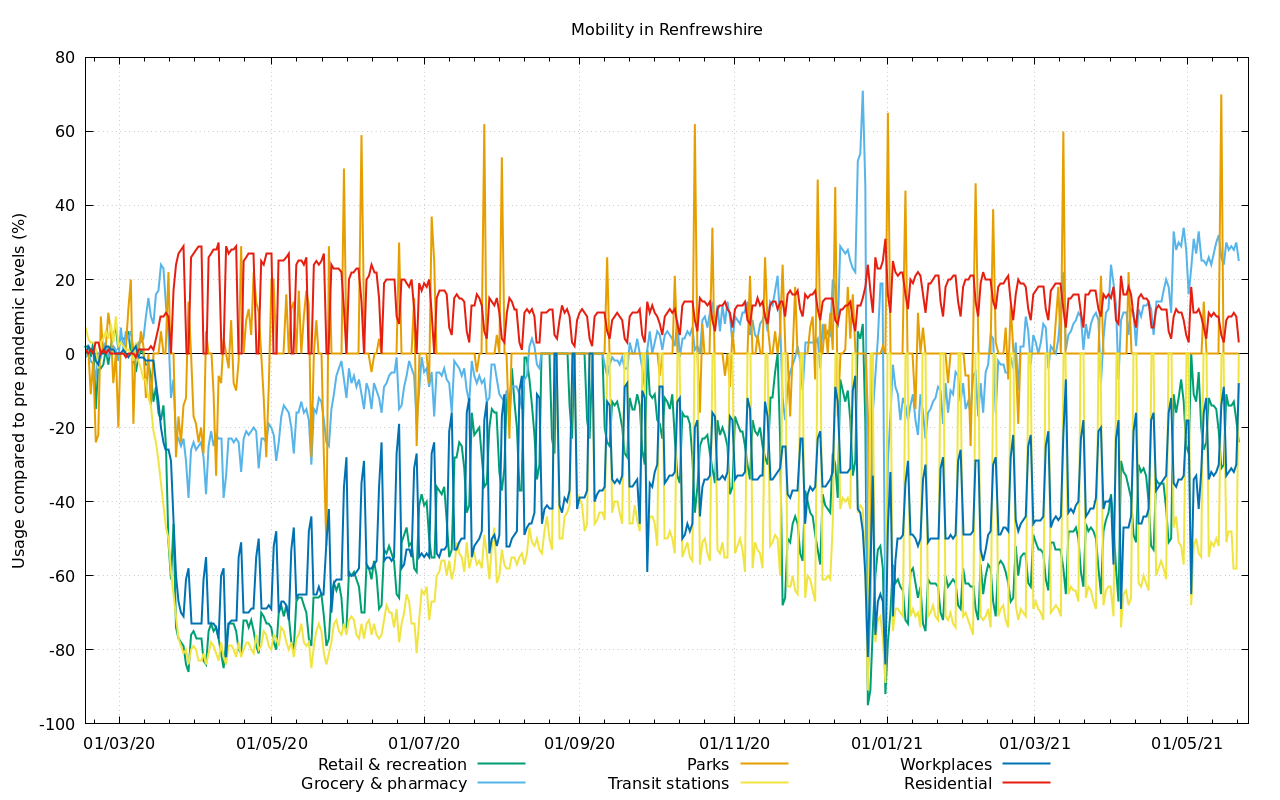 Mobility in Renfrewshire
Usage compared to pre pandemic levels (%)
80
60
40
20
0
-20
-40
-60
-80
-100
01/03/20 01/05/20 01/07/20 01/09/20 01/11/20 01/01/21 01/03/21 01/05/21
Retail & recreation Parks Workplaces
Grocery & pharmacy Transit stations Residential